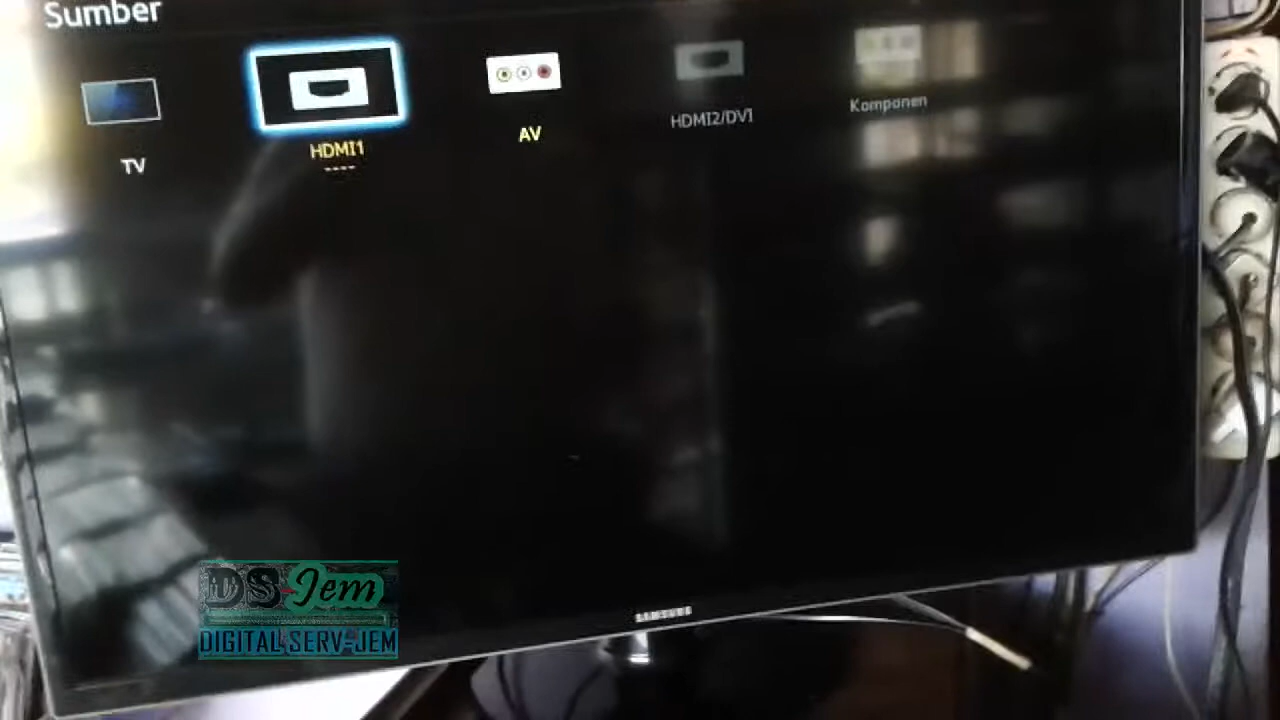 Sumber
TV
HDMI1
----
AV
HDMI2/DVI
Komponen
SAMSUNG
DS-Jem
DIGITAL SERV-JEM